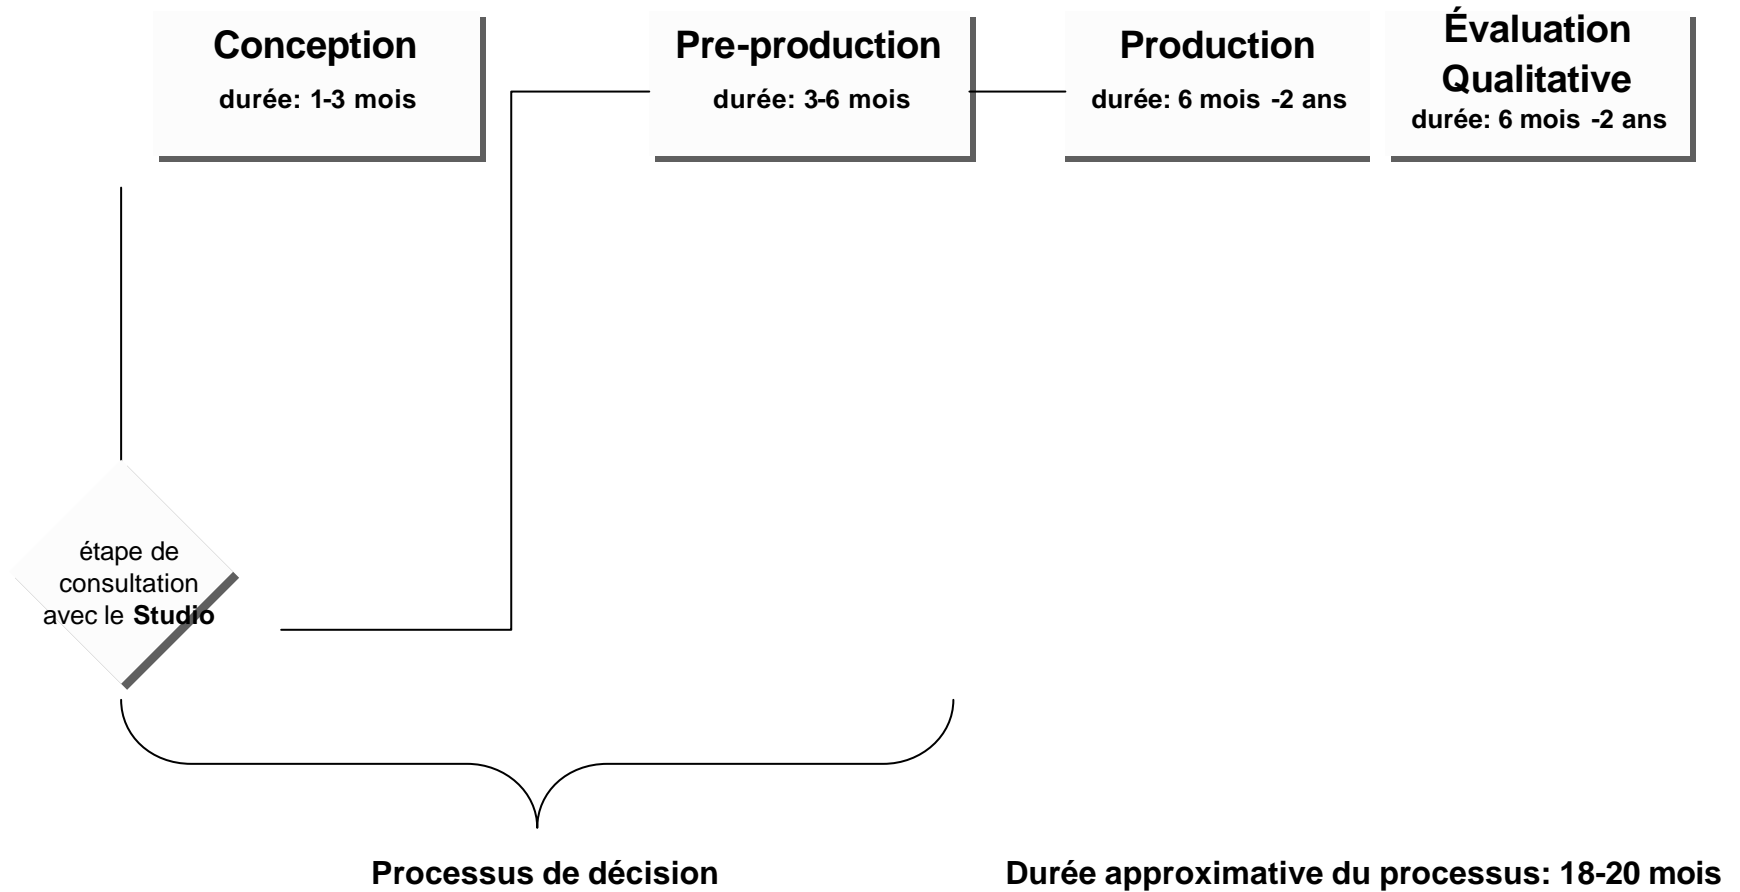 Conception
durée: 1-3 mois
Pre-production
durée: 3-6 mois
Production
durée: 6 mois -2 ans
Évaluation
Qualitative
durée: 6 mois -2 ans
étape de
consultation
avec le Studio
Processus de décision
Durée approximative du processus: 18-20 mois